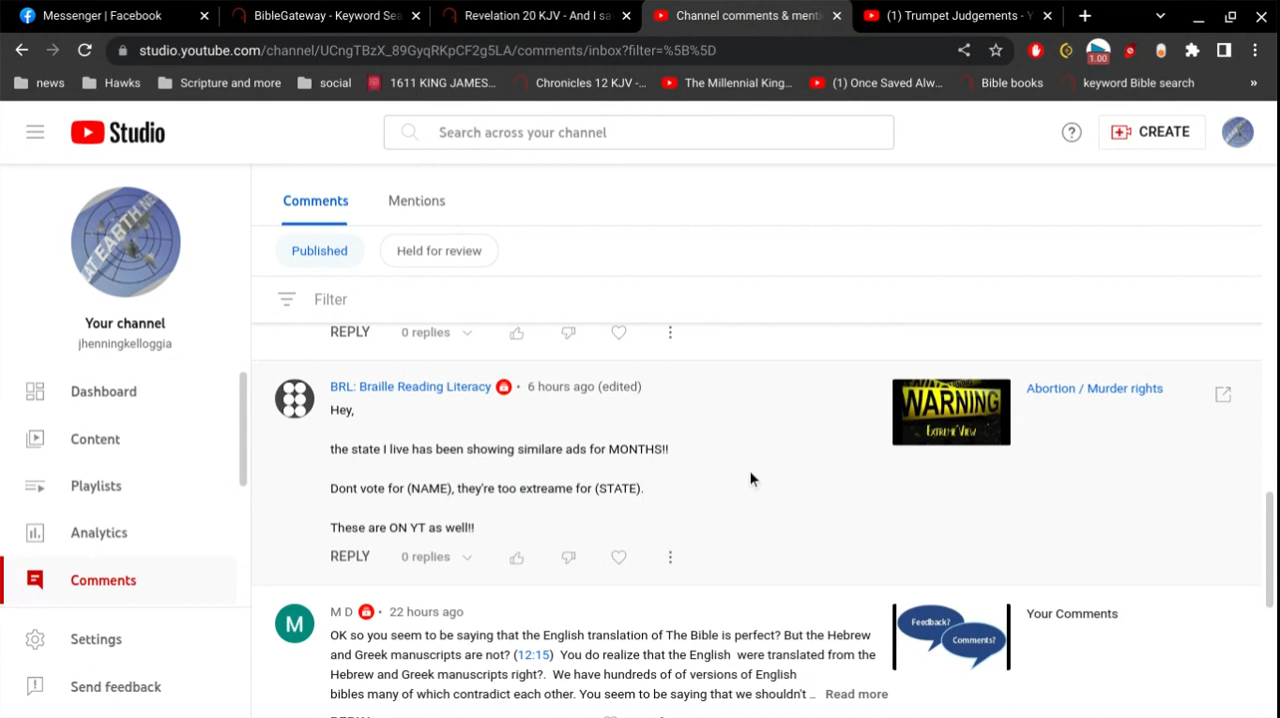 Messenger | Facebook
BibleGateway - Keyword Sea
Revelation 20 KJV - And I sa
Channel comments & menti
(1) Trumpet Judgements - Y
studio.youtube.com/channel/UCngTBzX_89GyqRKpCF2g5LA/comments/inbox?filter=%5B%5D
1.00
news
Hawks
Scripture and more
social
1611 KING JAMES...
Chronicles 12 KJV -...
The Millennial King...
(1) Once Saved Alw...
Bible books
keyword Bible search
»
Studio
Search across your channel
CREATE
AT EARTH NE
Your channel
jhenningkelloggia
Dashboard
Content
Playlists
Analytics
Comments
Settings
Send feedback
Comments
Mentions
Published
Held for review
Filter
REPLY
0 replies
BRL: Braille Reading Literacy • 6 hours ago (edited)
Hey,
the state I live has been showing similare ads for MONTHS!!
Dont vote for (NAME), they're too extreame for (STATE).
These are ON YT as well!!
REPLY
0 replies
WARNING
EXTREME VIEW
Abortion / Murder rights
M
M D • 22 hours ago
OK so you seem to be saying that the English translation of The Bible is perfect? But the Hebrew
and Greek manuscripts are not? (12:15) You do realize that the English were translated from the
Hebrew and Greek manuscripts right?. We have hundreds of of versions of English
bibles many of which contradict each other. You seem to be saying that we shouldn't ... Read more
Feedback?
Comments?
Your Comments